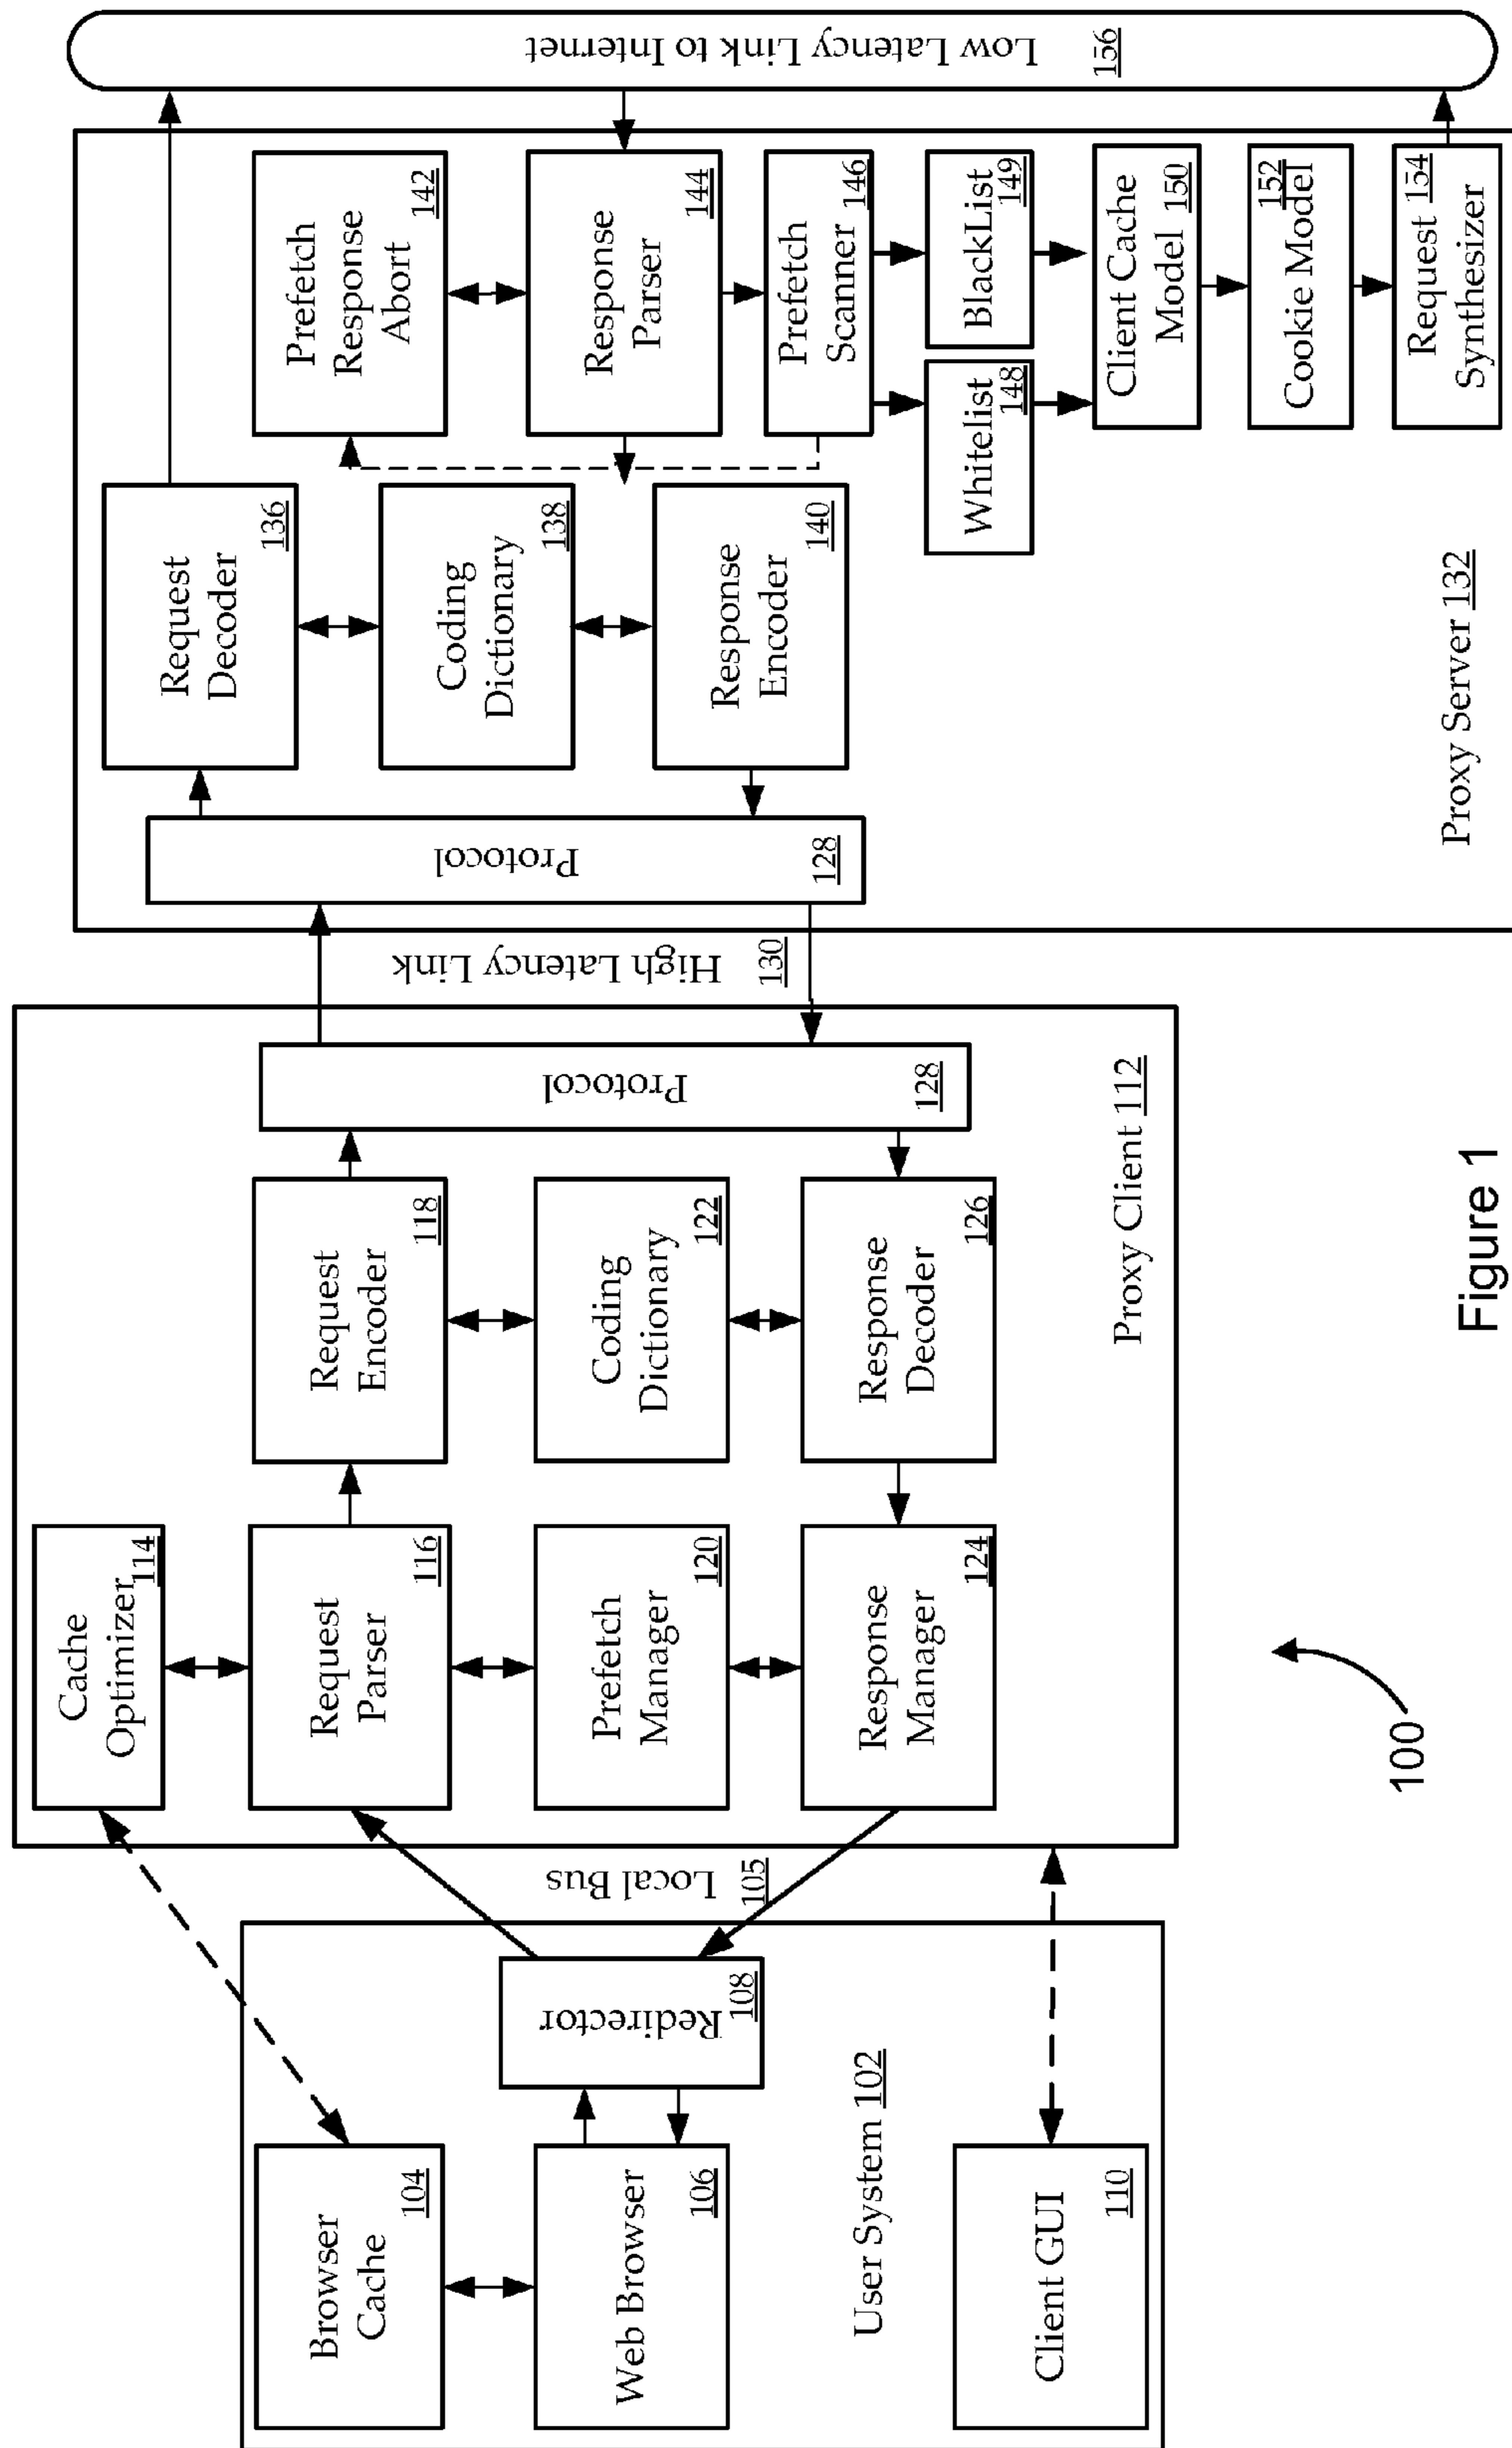 Browser
Cache
104
Web Browser
106
User System 102
Client GUI
110
Redirector
108
Local Bus
105
Cache
Optimizer
114
Request
Parser
116
Prefetch
Manager
120
Response
Manager
124
Request
Encoder
118
Coding
Dictionary
122
Response
Decoder
126
Protocol
128
Proxy Client 112
High Latency Link
130
Protocol
128
Request
Decoder
136
Coding
Dictionary
138
Response
Encoder
140
Prefetch
Response
Abort
142
Response
Parser
144
Prefetch
Scanner 146
Whitelist
148
BlackList
149
Client Cache
Model 150
152
Cookie Model
Request 154
Synthesizer
Proxy Server 132
Low Latency Link to Internet
156
100
Figure 1